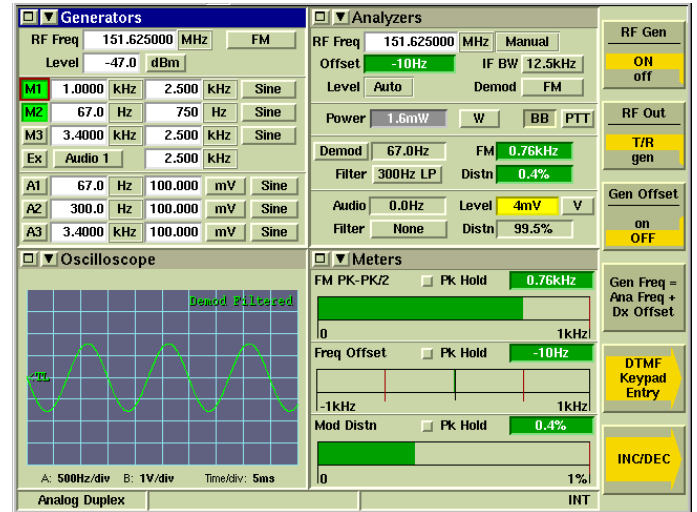 Generators
RF Freq 151.625000 MHz FM
Level -47.0 dBm
M1 1.0000 kHz 2.500 kHz Sine
M2 67.0 Hz 750 Hz Sine
M3 3.4000 kHz 2.500 kHz Sine
Ex Audio 1 2.500 kHz
A1 67.0 Hz 100.000 mV Sine
A2 300.0 Hz 100.000 mV Sine
A3 3.4000 kHz 100.000 mV Sine
Analyzers
RF Freq 151.625000 MHz Manual
Offset -10Hz IF BW 12.5kHz
Level Auto Demod FM
Power 1.6mW W BB PTT
Demod 67.0Hz FM 0.76kHz
Filter 300Hz LP Distn 0.4%
Audio 0.0Hz Level 4mV V
Filter None Distn 99.5%
Oscilloscope
Demod Filtered
<TL
A: 500Hz/div B: 1V/div Time/div: 5ms
Meters
FM PK-PK/2 Pk Hold 0.76kHz
0 1kHz
Freq Offset Pk Hold -10Hz
-1kHz 1kHz
Mod Distn Pk Hold 0.4%
0 1%
RF Gen
ON
off
RF Out
T/R
gen
Gen Offset
on
OFF
Gen Freq =
Ana Freq +
Dx Offset
DTMF
Keypad
Entry
INC/DEC
Analog Duplex INT